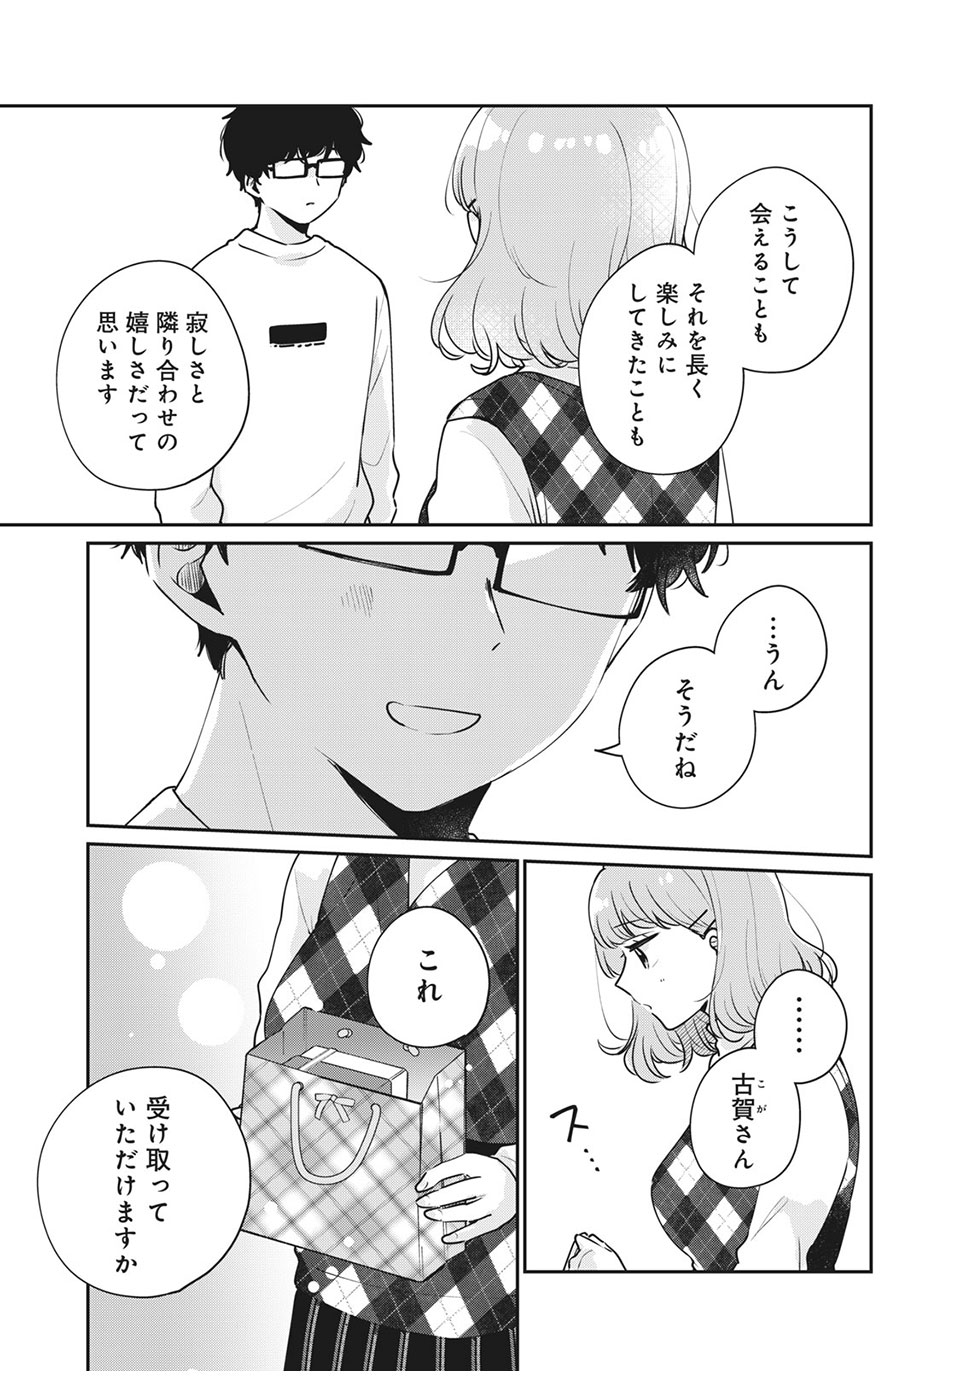 こうして
会えることも
それを長く
楽しみに
してきたことも
寂しさと
隣り合わせの
嬉しさだって
思います
…うん
そうだね
……
古賀さん
こが
ス…
これ
受け取って
いただけますか